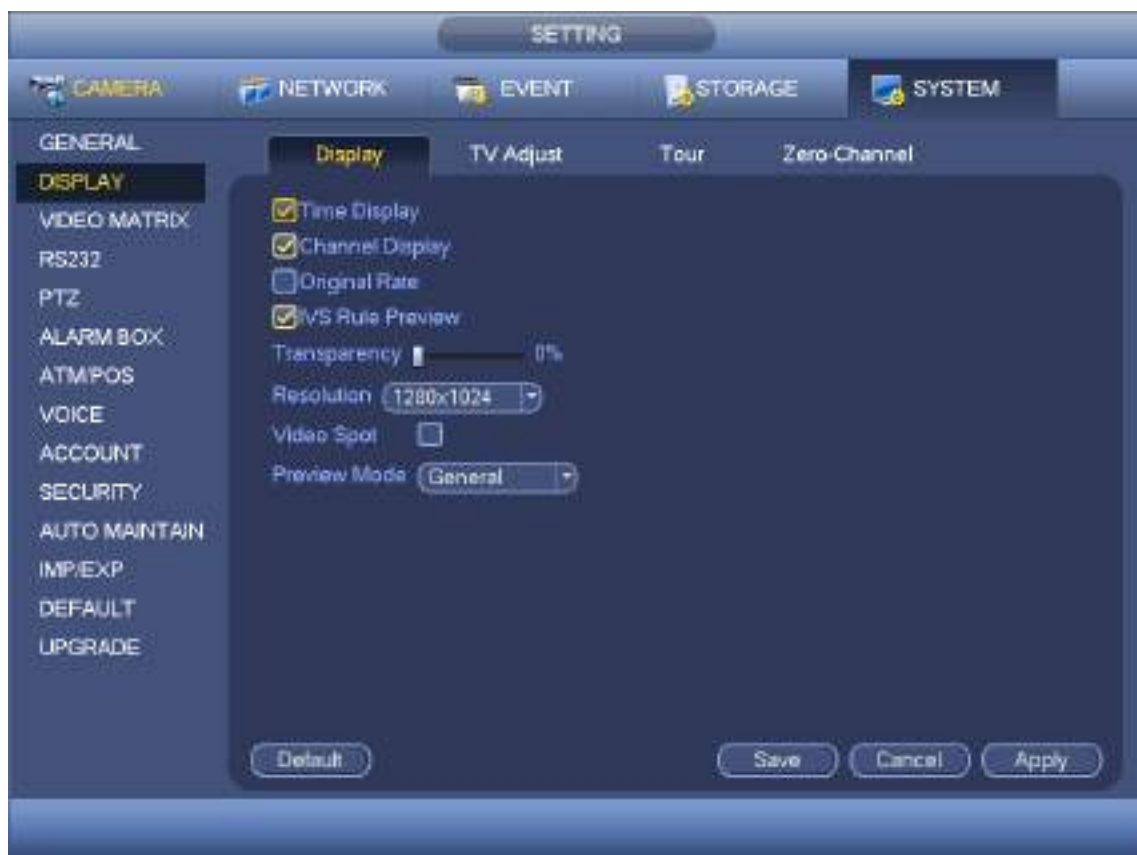 SETTING
CAMERA NETWORK EVENT STORAGE SYSTEM
GENERAL
DISPLAY
VIDEO MATRIX
RS232
PTZ
ALARM BOX
ATM/POS
VOICE
ACCOUNT
SECURITY
AUTO MAINTAIN
IMP/EXP
DEFAULT
UPGRADE
Display TV Adjust Tour Zero-Channel
Time Display
Channel Display
Original Rate
IVS Rule Preview
Transparency 0%
Resolution 1280x1024
Video Spot
Preview Mode General
Default Save Cancel Apply